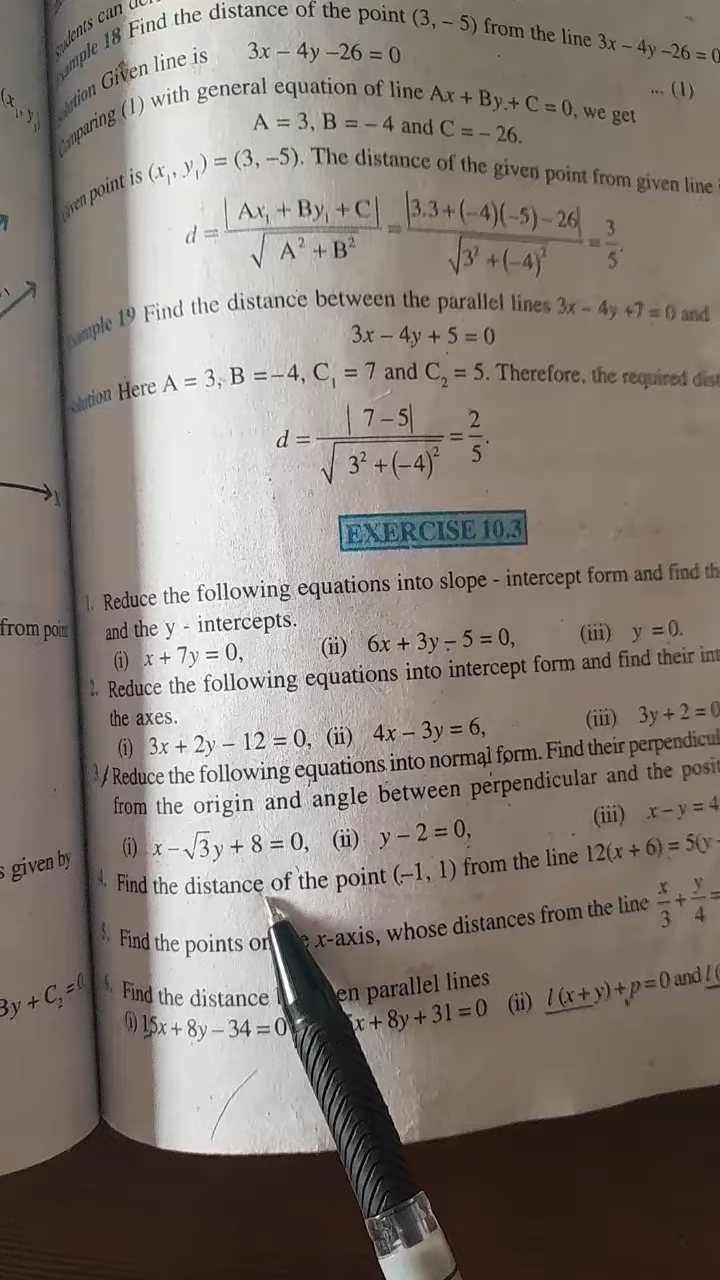 students can
Example 18 Find the distance of the point (3, – 5) from the line 3x – 4y –26 = 0
Solution Given line is 3x – 4y –26 = 0 ... (1)
Comparing (1) with general equation of line Ax + By + C = 0, we get
A = 3, B = – 4 and C = – 26.
Given point is (x₁, y₁) = (3, –5). The distance of the given point from given line
d = |Ax₁ + By₁ + C| / √(A² + B²) = |3.3 + (–4)(–5) – 26| / √(3² + (–4)²) = 3/5.
Example 19 Find the distance between the parallel lines 3x – 4y +7 = 0 and
3x – 4y + 5 = 0
Solution Here A = 3, B = –4, C₁ = 7 and C₂ = 5. Therefore, the required
d = |7 – 5| / √(3² + (–4)²) = 2/5.
EXERCISE 10.3
1. Reduce the following equations into slope - intercept form and find
and the y - intercepts.
(i) x + 7y = 0, (ii) 6x + 3y – 5 = 0, (iii) y = 0.
2. Reduce the following equations into intercept form and find their
the axes.
(i) 3x + 2y – 12 = 0, (ii) 4x – 3y = 6, (iii) 3y + 2 = 0
3. Reduce the following equations into normal form. Find their
from the origin and angle between perpendicular and the
(i) x – √3y + 8 = 0, (ii) y – 2 = 0, (iii) x – y = 4
4. Find the distance of the point (–1, 1) from the line 12(x + 6) = 5(y –
5. Find the points on x-axis, whose distances from the line x/3 + y/4 =
6. Find the distance parallel lines
(i) 15x + 8y – 34 = 0 x + 8y + 31 = 0 (ii) l(x+y) + p = 0 and l(
(x₁, y₁)
from point
s given by
By + C₂ = 0